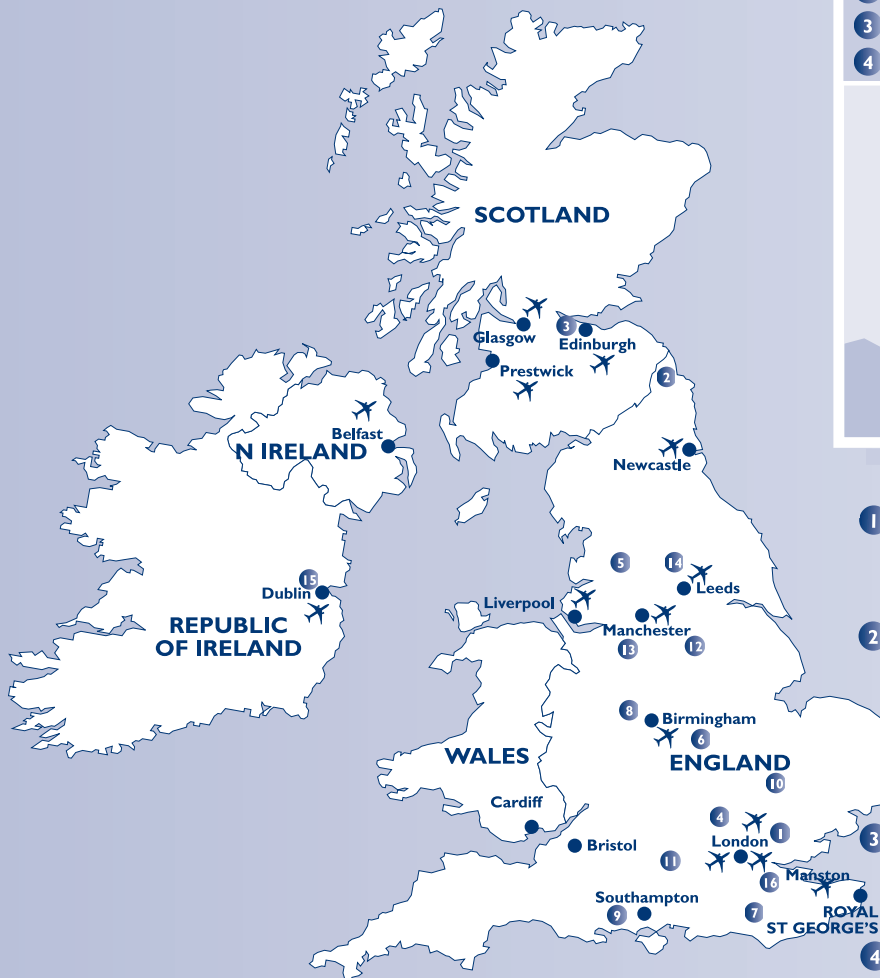 3
4
SCOTLAND
3
Glasgow
Edinburgh
Prestwick
2
Belfast
N IRELAND
Newcastle
1
5
14
15
Dublin
Leeds
Liverpool
REPUBLIC
OF IRELAND
Manchester
2
13
12
8
Birmingham
6
WALES
ENGLAND
10
Cardiff
4
1
3
London
Bristol
11
16
Manston
Southampton
9
7
ROYAL
ST GEORGE'S
4